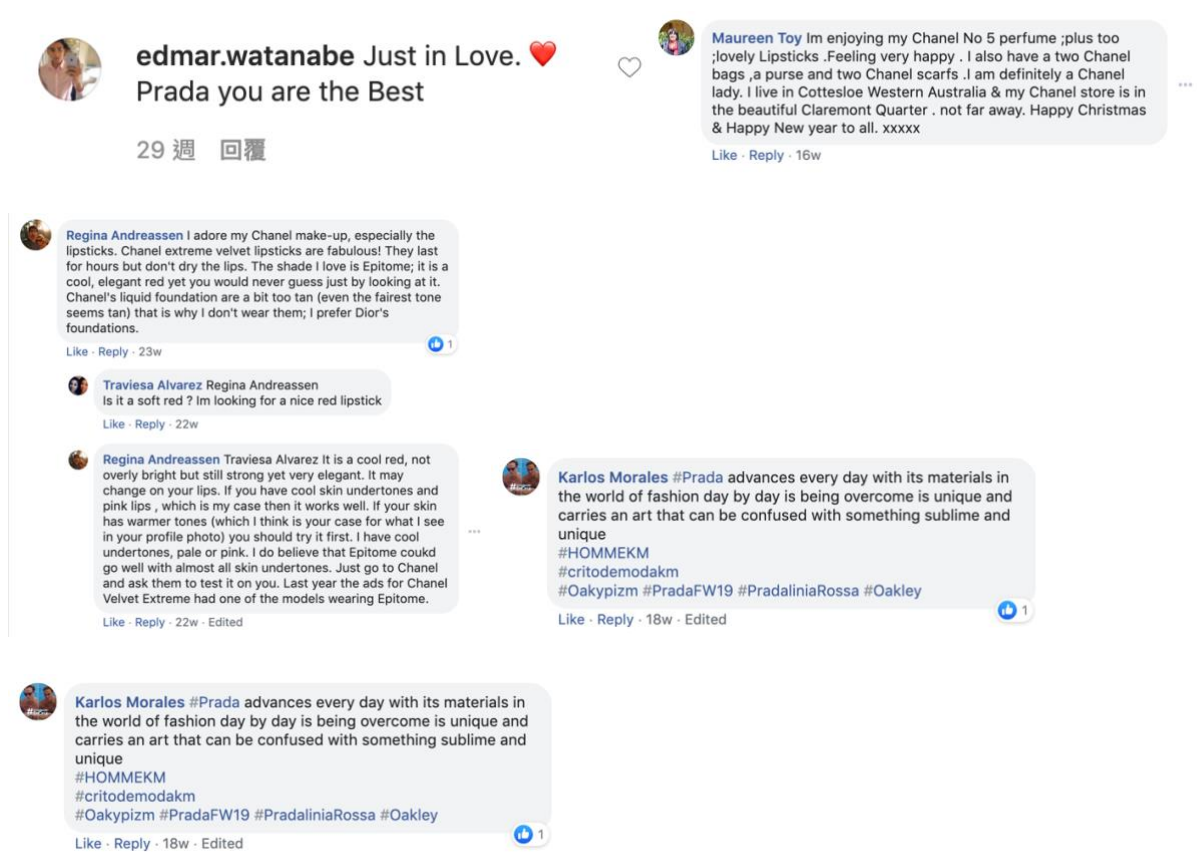 edmar.watanabe Just in Love. ❤️
Prada you are the Best
29 週 回覆
Maureen Toy Im enjoying my Chanel No 5 perfume ;plus too
;lovely Lipsticks .Feeling very happy . I also have a two Chanel
bags ,a purse and two Chanel scarfs .I am definitely a Chanel
lady. I live in Cottesloe Western Australia & my Chanel store is in
the beautiful Claremont Quarter . not far away. Happy Christmas
& Happy New year to all. xxxxx
Like · Reply · 16w
Regina Andreassen I adore my Chanel make-up, especially the
lipsticks. Chanel extreme velvet lipsticks are fabulous! They last
for hours but don't dry the lips. The shade I love is Epitome; it is a
cool, elegant red yet you would never guess just by looking at it.
Chanel's liquid foundation are a bit too tan (even the fairest tone
seems tan) that is why I don't wear them; I prefer Dior's
foundations.
1
Like · Reply · 23w
Traviesa Alvarez Regina Andreassen
Is it a soft red ? Im looking for a nice red lipstick
Like · Reply · 22w
Regina Andreassen Traviesa Alvarez It is a cool red, not
overly bright but still strong yet very elegant. It may
change on your lips. If you have cool skin undertones and
pink lips , which is my case then it works well. If your skin
has warmer tones (which I think is your case for what I see
in your profile photo) you should try it first. I have cool
undertones, pale or pink. I do believe that Epitome coukd
go well with almost all skin undertones. Just go to Chanel
and ask them to test it on you. Last year the ads for Chanel
Velvet Extreme had one of the models wearing Epitome.
Like · Reply · 22w · Edited
Karlos Morales #Prada advances every day with its materials in
the world of fashion day by day is being overcome is unique and
carries an art that can be confused with something sublime and
unique
#HOMMEKM
#critodemodakm
#Oakypizm #PradaFW19 #PradaliniaRossa #Oakley
1
Like · Reply · 18w · Edited
Karlos Morales #Prada advances every day with its materials in
the world of fashion day by day is being overcome is unique and
carries an art that can be confused with something sublime and
unique
#HOMMEKM
#critodemodakm
#Oakypizm #PradaFW19 #PradaliniaRossa #Oakley
1
Like · Reply · 18w · Edited